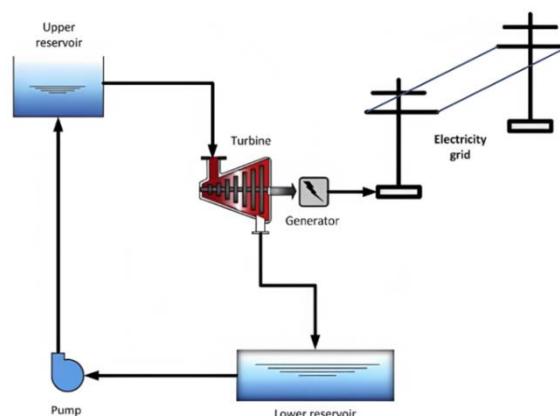 Upper
reservoir
Turbine
Generator
Electricity
grid
Pump
Lower reservoir